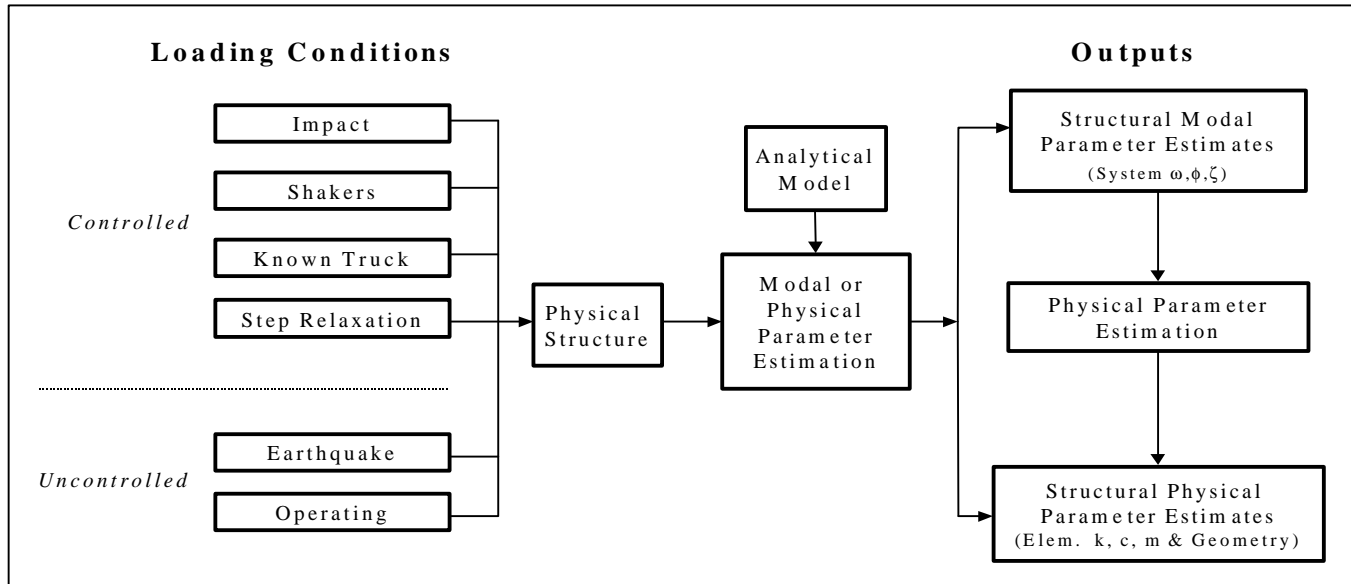 Loading Conditions
Outputs
Impact
Shakers
Controlled
Known Truck
Step Relaxation
Earthquake
Uncontrolled
Operating
Physical
Structure
Analytical
Model
Modal or
Physical
Parameter
Estimation
Structural Modal
Parameter Estimates
(System ω,ϕ,ζ)
Physical Parameter
Estimation
Structural Physical
Parameter Estimates
(Elem. k, c, m & Geometry)